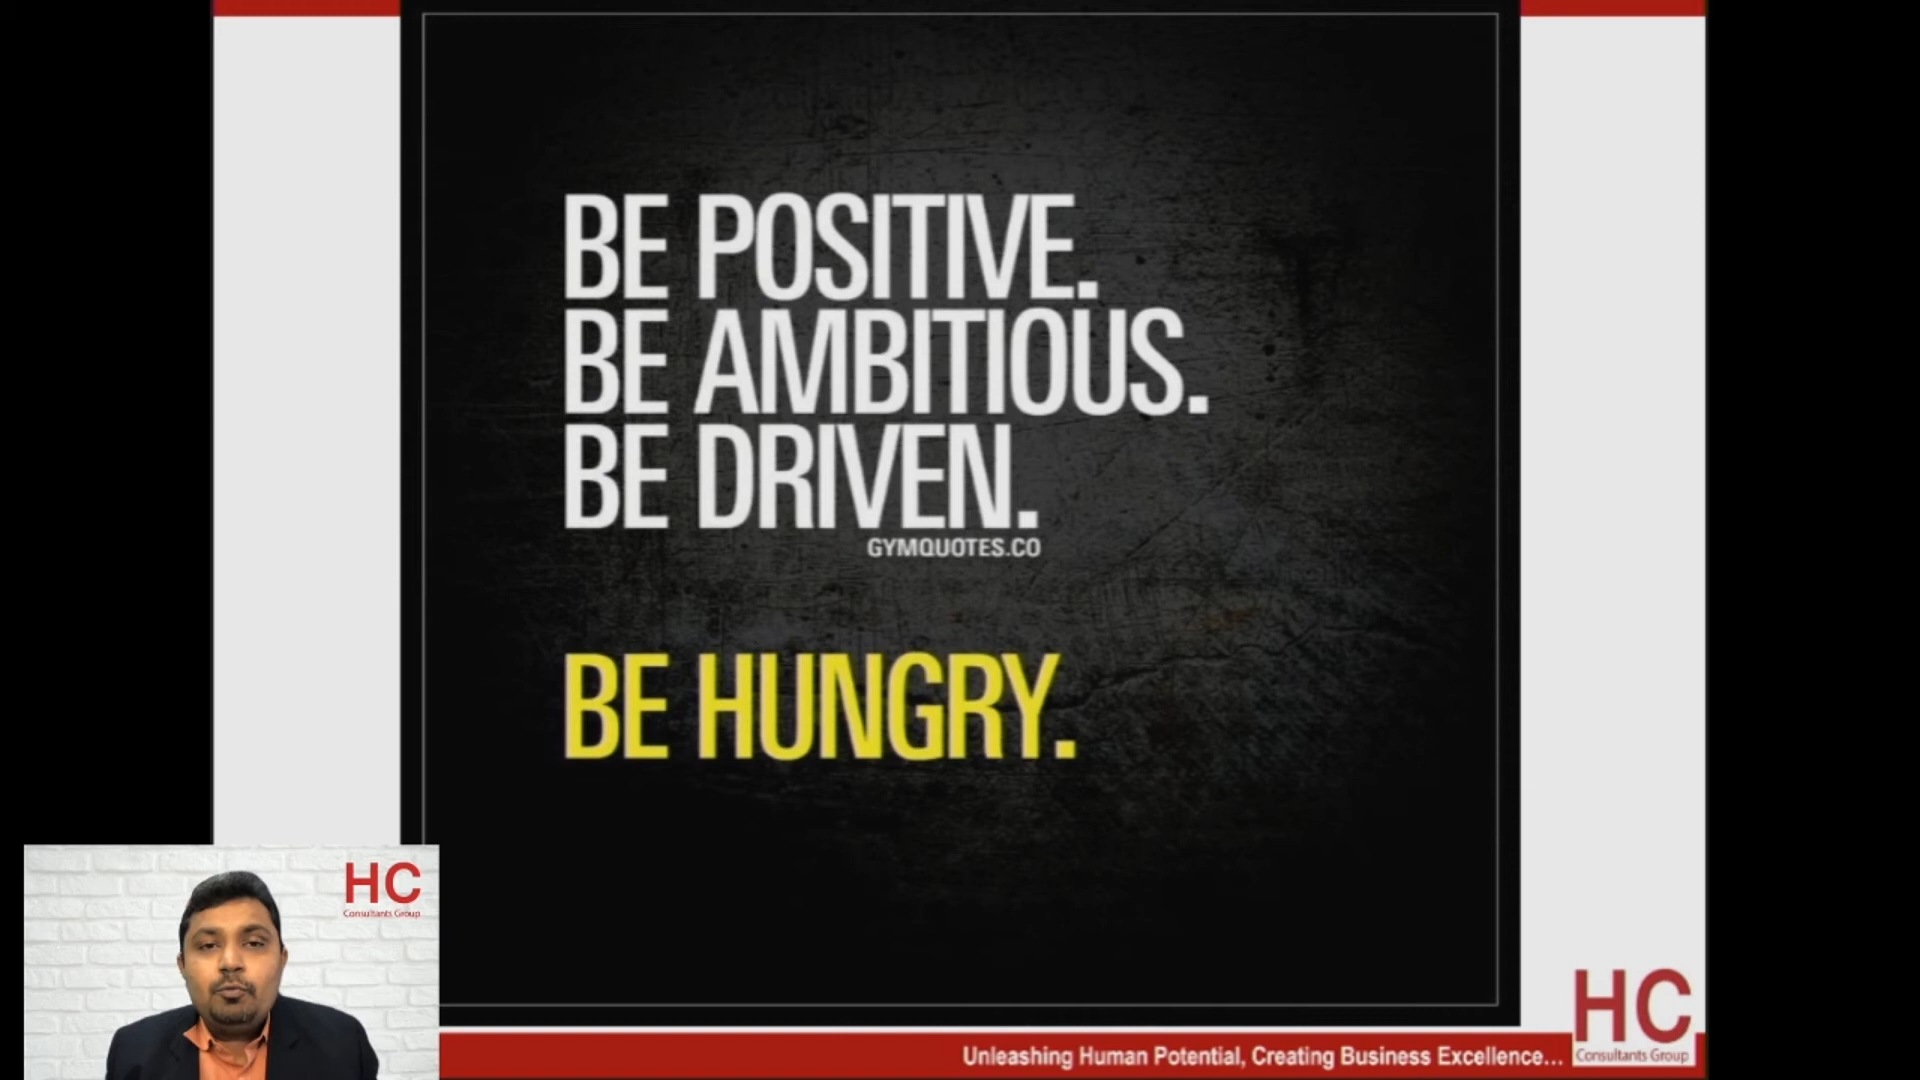 BE POSITIVE.
BE AMBITIOUS.
BE DRIVEN.
GYMQUOTES.CO
BE HUNGRY.
HC
Consultants Group
Unleashing Human Potential, Creating Business Excellence...
HC
Consultants Group